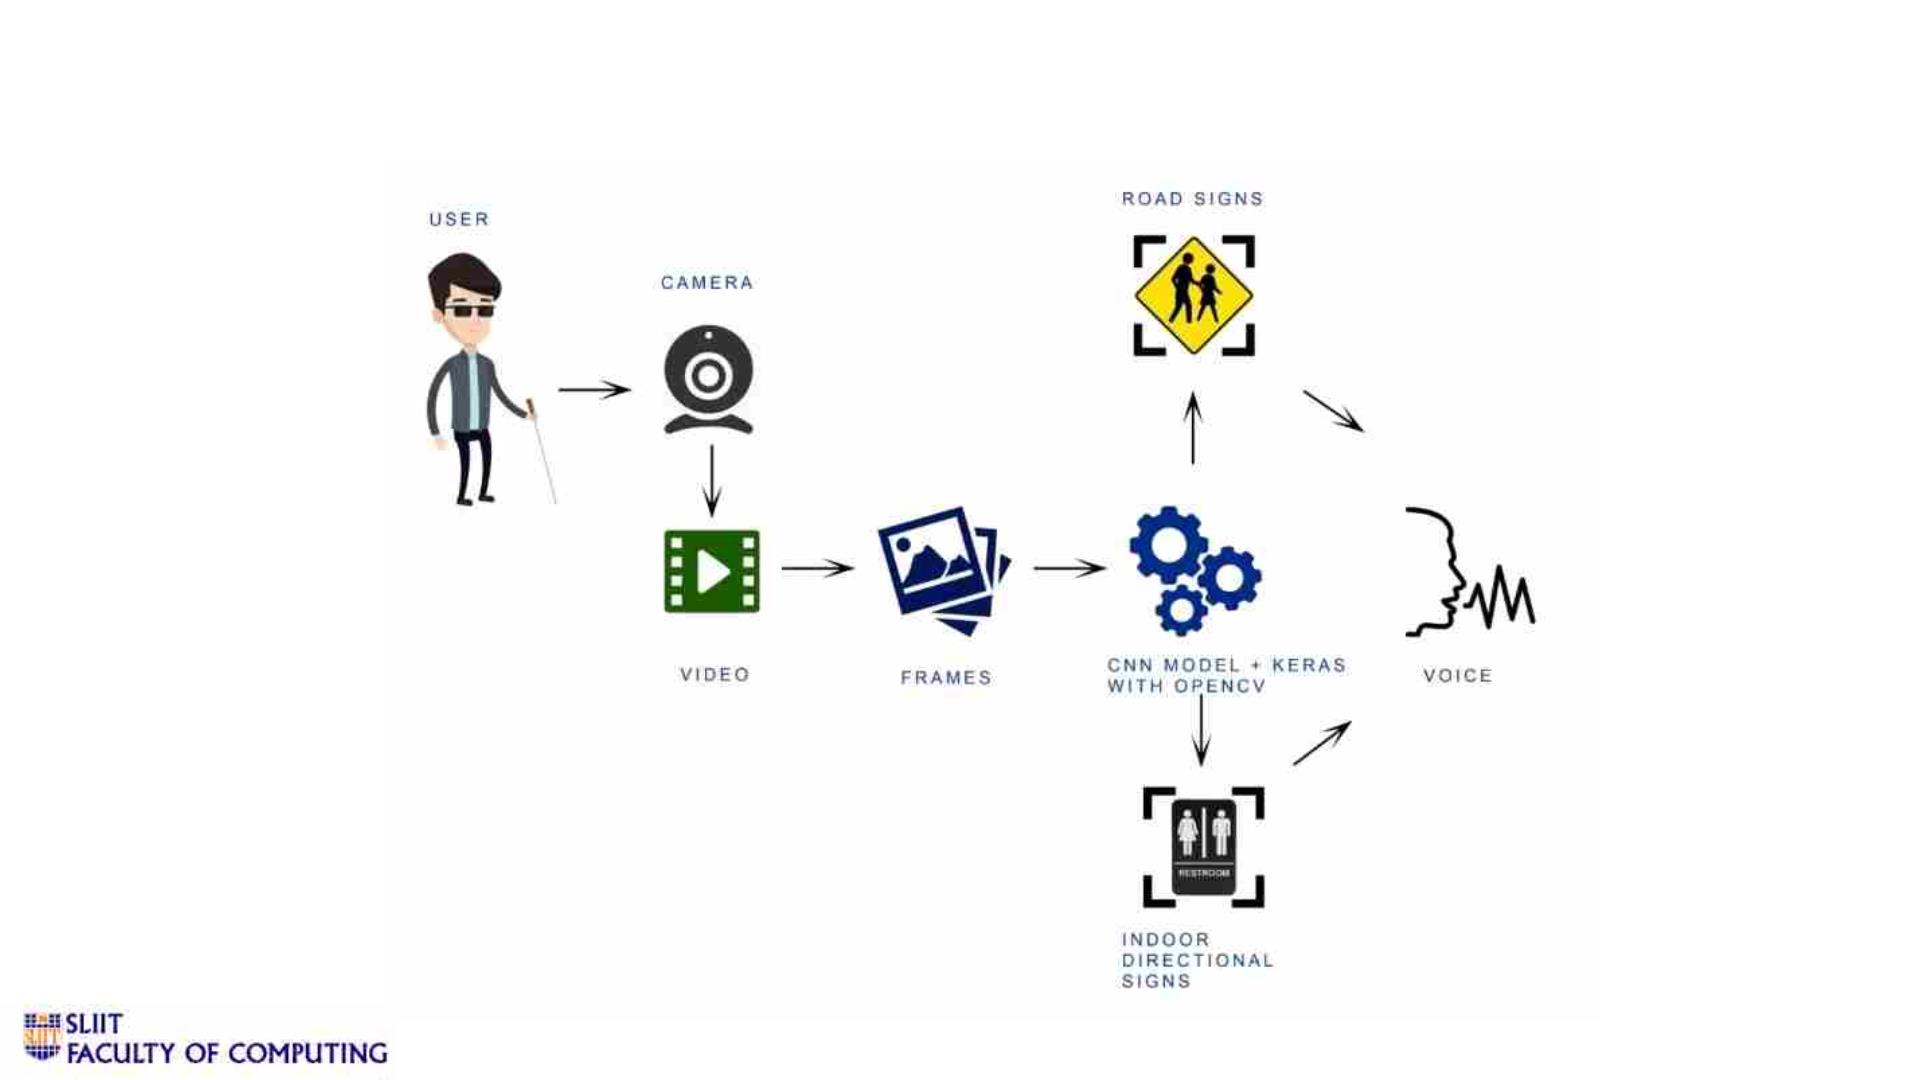 USER
CAMERA
ROAD SIGNS
VIDEO
FRAMES
CNN MODEL + KERAS
WITH OPENCV
VOICE
RESTROOM
INDOOR
DIRECTIONAL
SIGNS
SLIIT
SLIIT
FACULTY OF COMPUTING